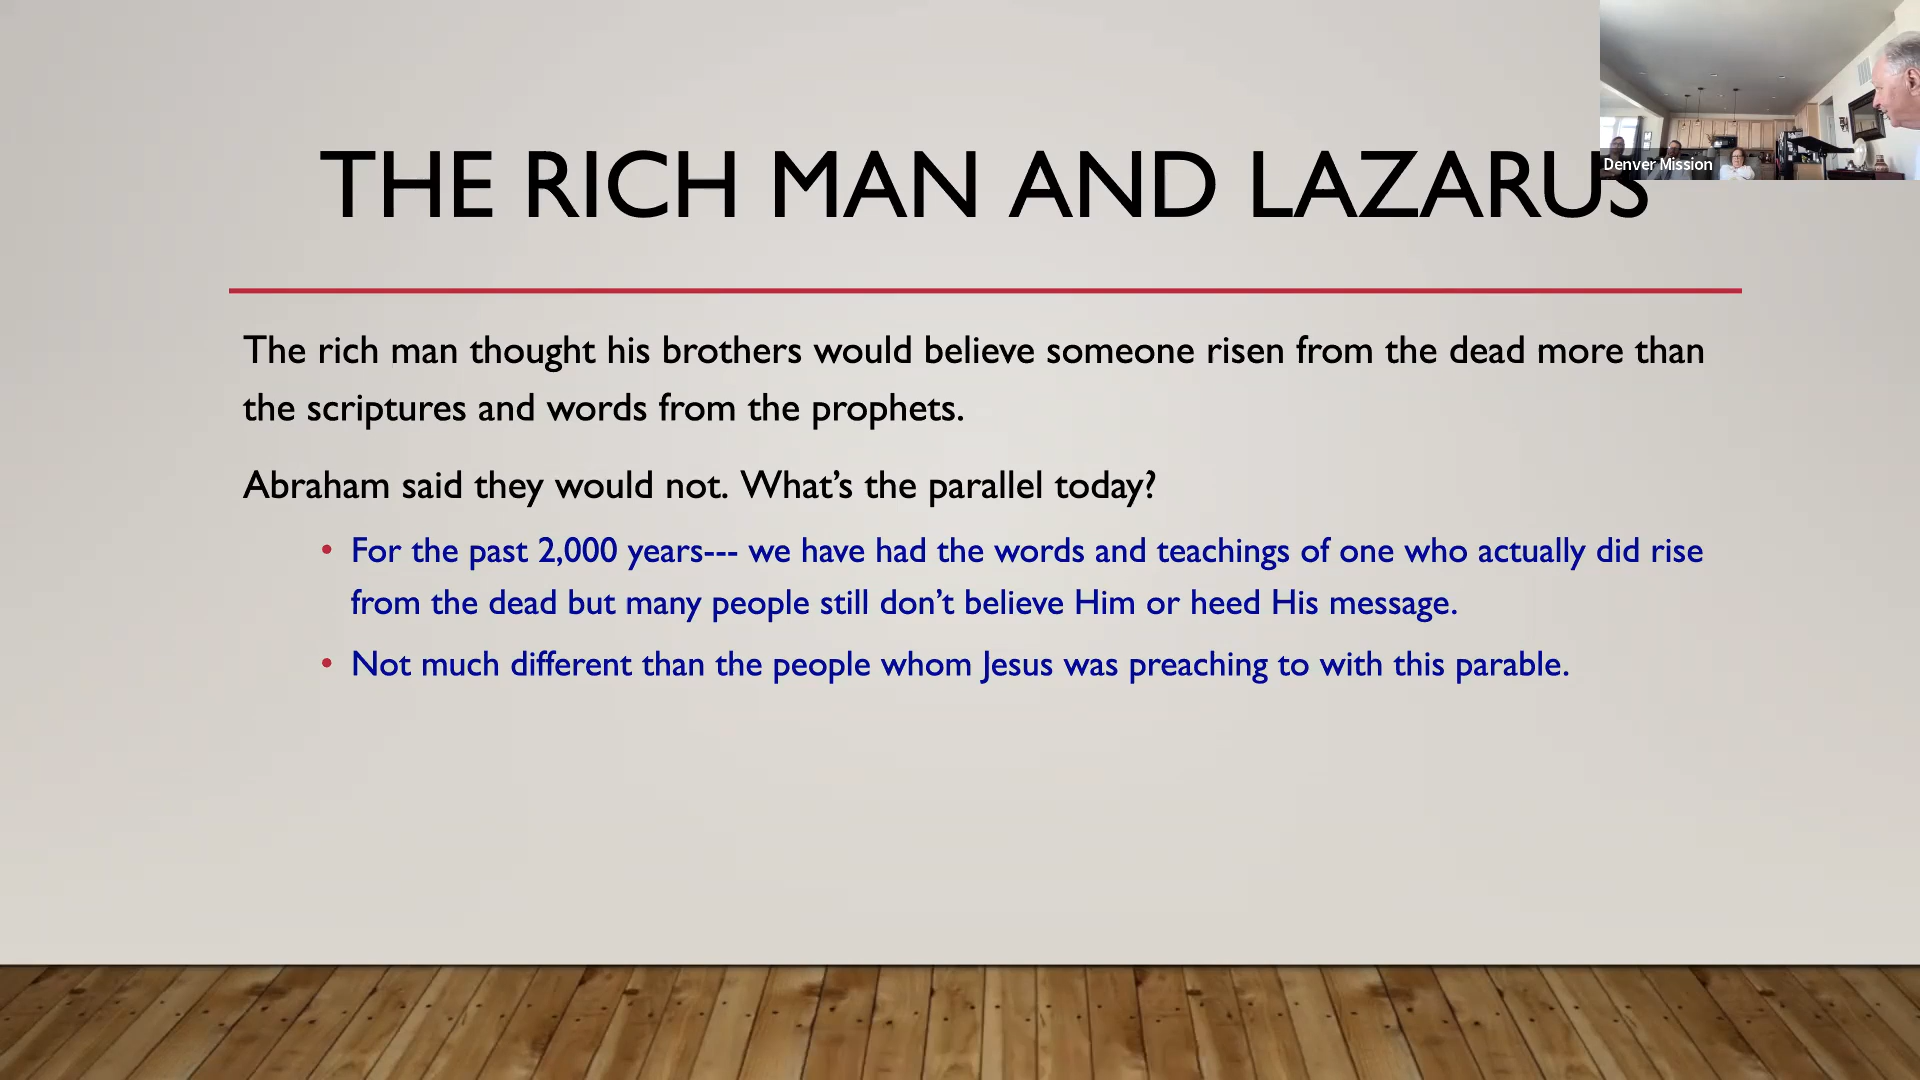 THE RICH MAN AND LAZARUS
Denver Mission
The rich man thought his brothers would believe someone risen from the dead more than
the scriptures and words from the prophets.
Abraham said they would not. What’s the parallel today?
• For the past 2,000 years--- we have had the words and teachings of one who actually did rise
from the dead but many people still don’t believe Him or heed His message.
• Not much different than the people whom Jesus was preaching to with this parable.